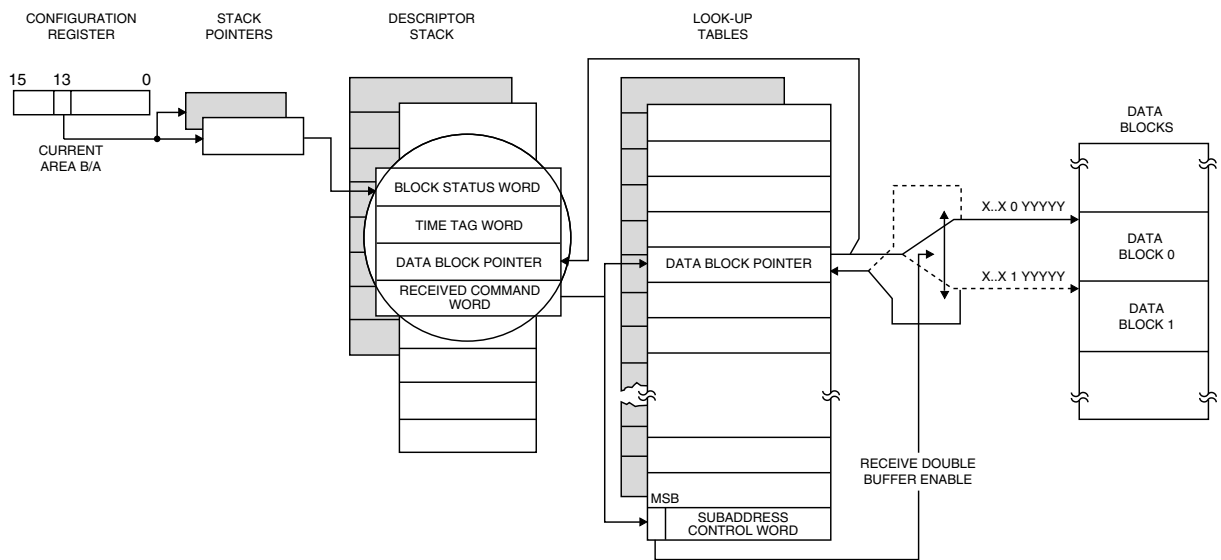 CONFIGURATION
REGISTER
STACK
POINTERS
DESCRIPTOR
STACK
LOOK-UP
TABLES
15 13 0
CURRENT
AREA B/A
DATA
BLOCKS
BLOCK STATUS WORD
TIME TAG WORD
DATA BLOCK POINTER
RECEIVED COMMAND
WORD
DATA BLOCK POINTER
X..X 0 YYYYY
X..X 1 YYYYY
DATA
BLOCK 0
DATA
BLOCK 1
RECEIVE DOUBLE
BUFFER ENABLE
MSB
SUBADDRESS
CONTROL WORD